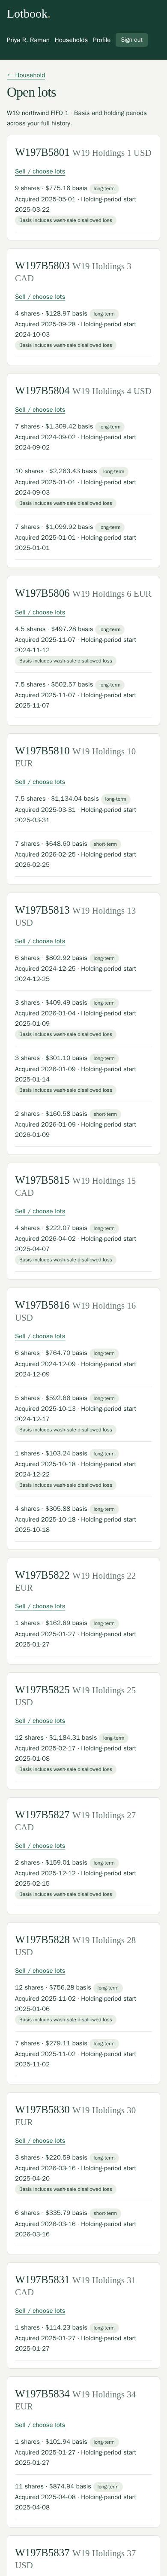 Lotbook.
Priya R. Raman Households Profile Sign out
← Household
Open lots
W19 northwind FIFO 1 · Basis and holding periods
across your full history.
W197B5801 W19 Holdings 1 USD
Sell / choose lots
9 shares · $775.16 basis long-term
Acquired 2025-05-01 · Holding-period start
2025-03-22
Basis includes wash-sale disallowed loss
W197B5803 W19 Holdings 3
CAD
Sell / choose lots
4 shares · $128.97 basis long-term
Acquired 2025-09-28 · Holding-period start
2024-10-03
Basis includes wash-sale disallowed loss
W197B5804 W19 Holdings 4 USD
Sell / choose lots
7 shares · $1,309.42 basis long-term
Acquired 2024-09-02 · Holding-period start
2024-09-02
10 shares · $2,263.43 basis long-term
Acquired 2025-01-01 · Holding-period start
2024-09-03
Basis includes wash-sale disallowed loss
7 shares · $1,099.92 basis long-term
Acquired 2025-01-01 · Holding-period start
2025-01-01
W197B5806 W19 Holdings 6 EUR
Sell / choose lots
4.5 shares · $497.28 basis long-term
Acquired 2025-11-07 · Holding-period start
2024-11-12
Basis includes wash-sale disallowed loss
7.5 shares · $502.57 basis long-term
Acquired 2025-11-07 · Holding-period start
2025-11-07
W197B5810 W19 Holdings 10
EUR
Sell / choose lots
7.5 shares · $1,134.04 basis long-term
Acquired 2025-03-31 · Holding-period start
2025-03-31
7 shares · $648.60 basis short-term
Acquired 2026-02-25 · Holding-period start
2026-02-25
W197B5813 W19 Holdings 13
USD
Sell / choose lots
6 shares · $802.92 basis long-term
Acquired 2024-12-25 · Holding-period start
2024-12-25
3 shares · $409.49 basis long-term
Acquired 2026-01-04 · Holding-period start
2025-01-09
Basis includes wash-sale disallowed loss
3 shares · $301.10 basis long-term
Acquired 2026-01-09 · Holding-period start
2025-01-14
Basis includes wash-sale disallowed loss
2 shares · $160.58 basis short-term
Acquired 2026-01-09 · Holding-period start
2026-01-09
W197B5815 W19 Holdings 15
CAD
Sell / choose lots
4 shares · $222.07 basis long-term
Acquired 2026-04-02 · Holding-period start
2025-04-07
Basis includes wash-sale disallowed loss
W197B5816 W19 Holdings 16
USD
Sell / choose lots
6 shares · $764.70 basis long-term
Acquired 2024-12-09 · Holding-period start
2024-12-09
5 shares · $592.66 basis long-term
Acquired 2025-10-13 · Holding-period start
2024-12-17
Basis includes wash-sale disallowed loss
1 shares · $103.24 basis long-term
Acquired 2025-10-18 · Holding-period start
2024-12-22
Basis includes wash-sale disallowed loss
4 shares · $305.88 basis long-term
Acquired 2025-10-18 · Holding-period start
2025-10-18
W197B5822 W19 Holdings 22
EUR
Sell / choose lots
1 shares · $162.89 basis long-term
Acquired 2025-01-27 · Holding-period start
2025-01-27
W197B5825 W19 Holdings 25
USD
Sell / choose lots
12 shares · $1,184.31 basis long-term
Acquired 2025-02-17 · Holding-period start
2025-01-08
Basis includes wash-sale disallowed loss
W197B5827 W19 Holdings 27
CAD
Sell / choose lots
2 shares · $159.01 basis long-term
Acquired 2025-12-12 · Holding-period start
2025-02-15
Basis includes wash-sale disallowed loss
W197B5828 W19 Holdings 28
USD
Sell / choose lots
12 shares · $756.28 basis long-term
Acquired 2025-11-02 · Holding-period start
2025-01-06
Basis includes wash-sale disallowed loss
7 shares · $279.11 basis long-term
Acquired 2025-11-02 · Holding-period start
2025-11-02
W197B5830 W19 Holdings 30
EUR
Sell / choose lots
3 shares · $220.59 basis long-term
Acquired 2026-03-16 · Holding-period start
2025-04-20
Basis includes wash-sale disallowed loss
6 shares · $335.79 basis short-term
Acquired 2026-03-16 · Holding-period start
2026-03-16
W197B5831 W19 Holdings 31
CAD
Sell / choose lots
1 shares · $114.23 basis long-term
Acquired 2025-01-27 · Holding-period start
2025-01-27
W197B5834 W19 Holdings 34
EUR
Sell / choose lots
1 shares · $101.94 basis long-term
Acquired 2025-01-27 · Holding-period start
2025-01-27
11 shares · $874.94 basis long-term
Acquired 2025-04-08 · Holding-period start
2025-04-08
W197B5837 W19 Holdings 37
USD